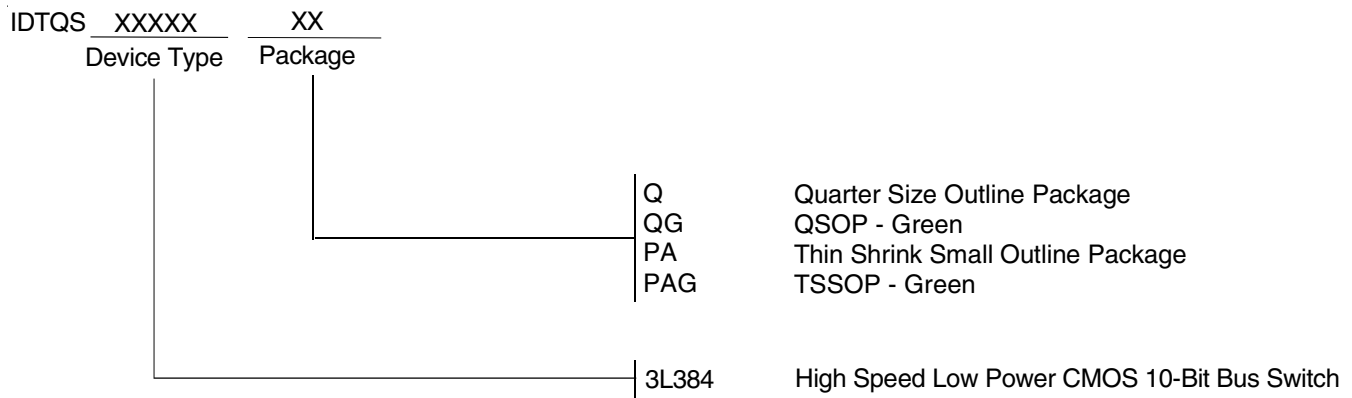 IDTQS XXXXX XX
Device Type Package
Q Quarter Size Outline Package
QG QSOP - Green
PA Thin Shrink Small Outline Package
PAG TSSOP - Green
3L384 High Speed Low Power CMOS 10-Bit Bus Switch